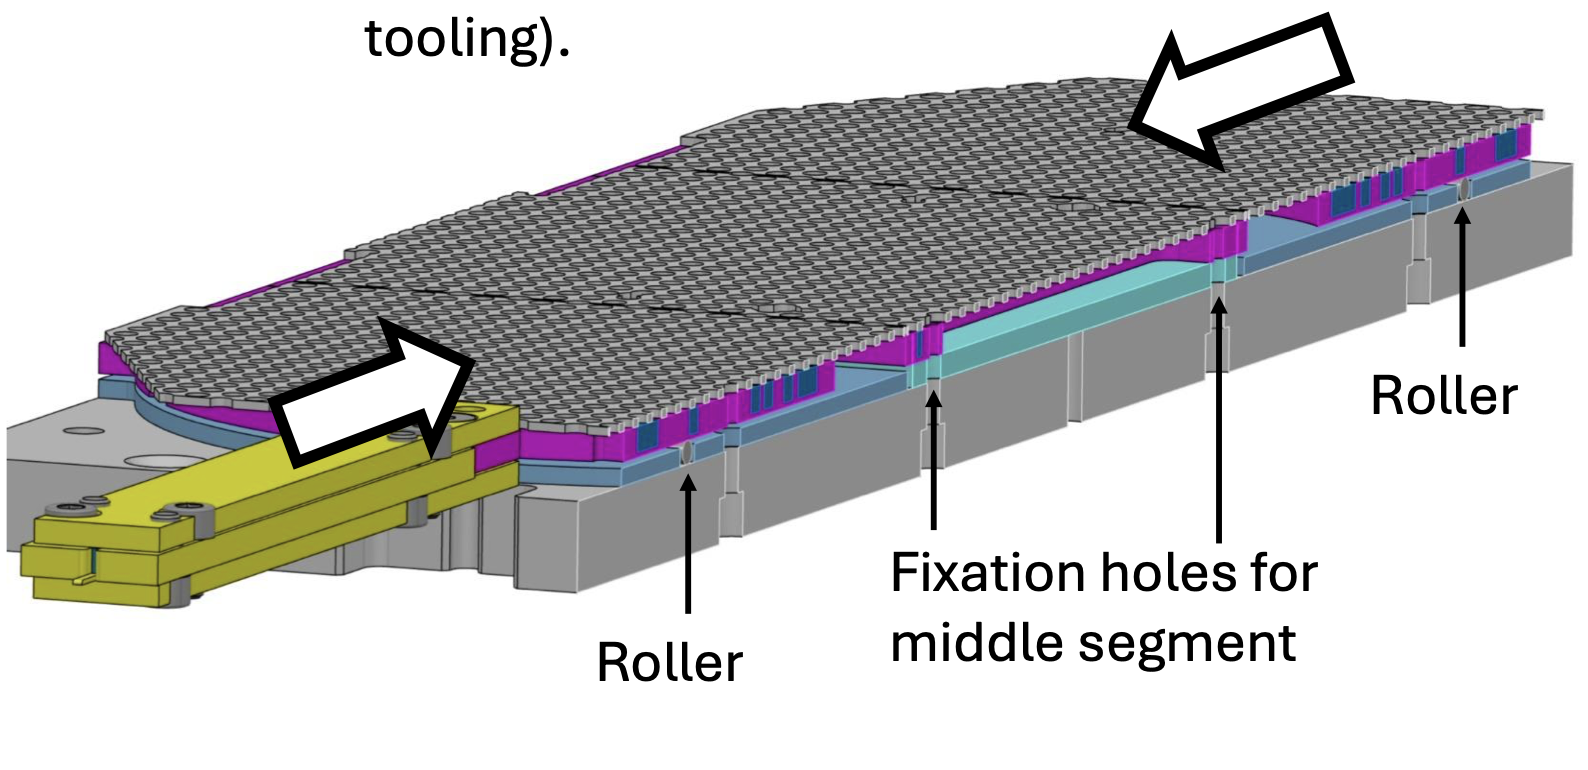 tooling).
Roller
Fixation holes for
middle segment
Roller